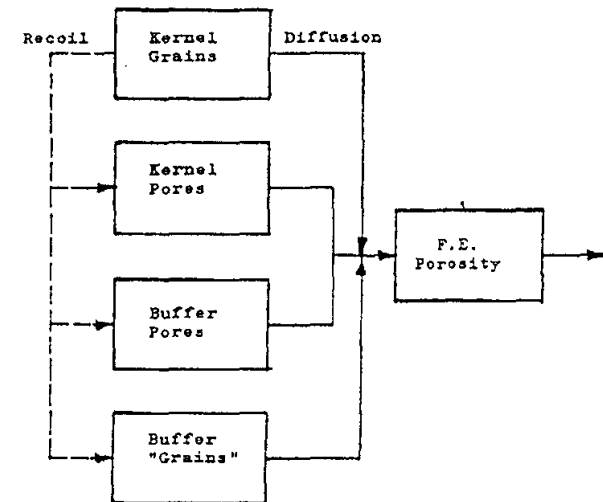 Recoil
Kernel
Grains
Diffusion
Kernel
Pores
F.E.
Porosity
Buffer
Pores
Buffer
"Grains"